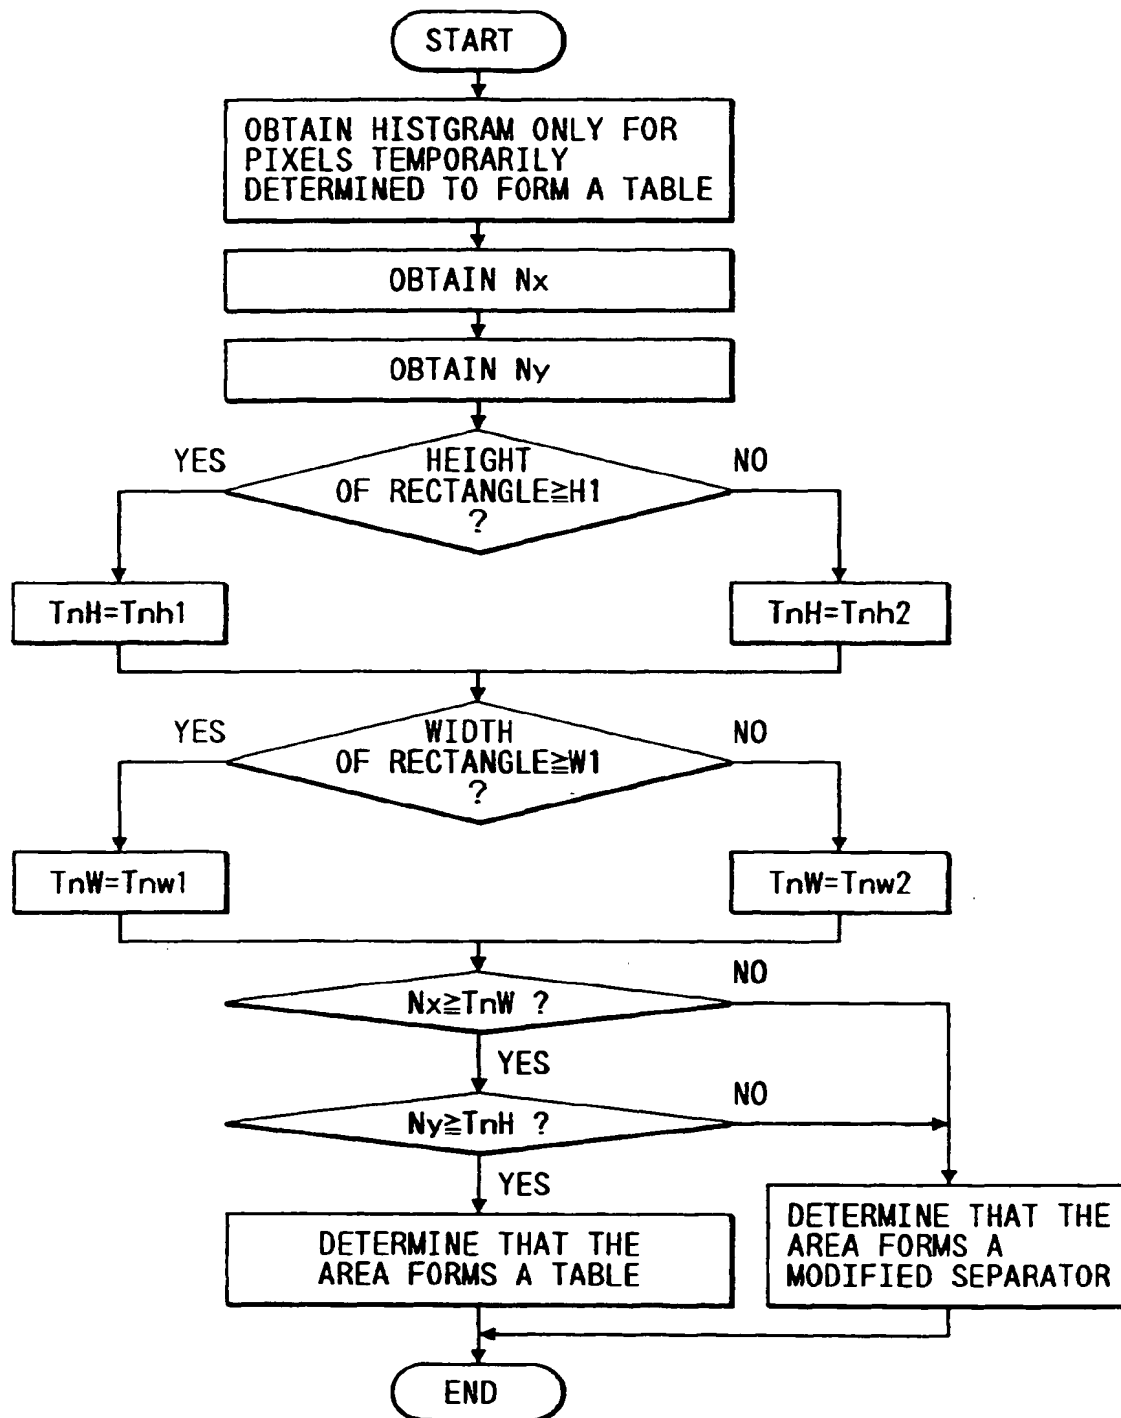 START
OBTAIN HISTGRAM ONLY FOR
PIXELS TEMPORARILY
DETERMINED TO FORM A TABLE
OBTAIN Nx
OBTAIN Ny
YES
HEIGHT
OF RECTANGLE≧H1
?
NO
TnH=Tnh1
TnH=Tnh2
YES
WIDTH
OF RECTANGLE≧W1
?
NO
TnW=Tnw1
TnW=Tnw2
Nx≧TnW ?
NO
YES
Ny≧TnH ?
NO
YES
DETERMINE THAT THE
AREA FORMS A TABLE
DETERMINE THAT THE
AREA FORMS A
MODIFIED SEPARATOR
END